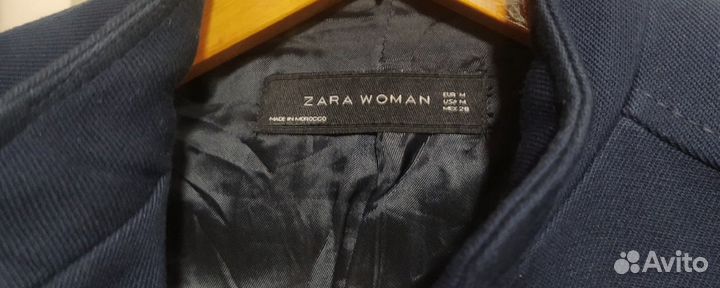 ZARA WOMAN
MADE IN MOROCCO
EUR M
USA M
MEX 28
Avito